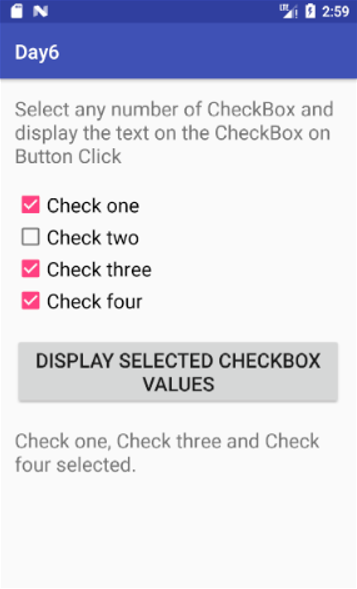 LTE 2:59
Day6
Select any number of CheckBox and
display the text on the CheckBox on
Button Click
Check one
Check two
Check three
Check four
DISPLAY SELECTED CHECKBOX
VALUES
Check one, Check three and Check
four selected.